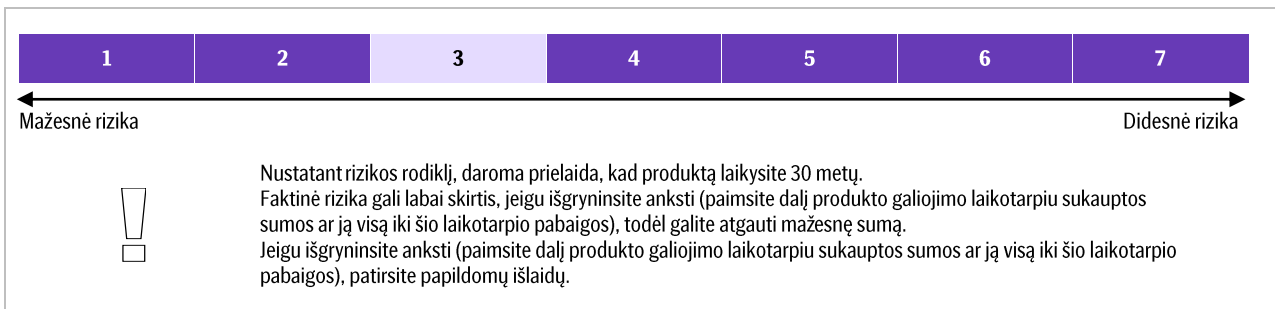 1 2 3 4 5 6 7
Mažesnė rizika Didesnė rizika
Nustatant rizikos rodiklį, daroma prielaida, kad produktą laikysite 30 metų.
Faktinė rizika gali labai skirtis, jeigu išgryninsite anksti (paimsite dalį produkto galiojimo laikotarpiu sukauptos
sumos ar ją visą iki šio laikotarpio pabaigos), todėl galite atgauti mažesnę sumą.
Jeigu išgryninsite anksti (paimsite dalį produkto galiojimo laikotarpiu sukauptos sumos ar ją visą iki šio laikotarpio
pabaigos), patirsite papildomų išlaidų.